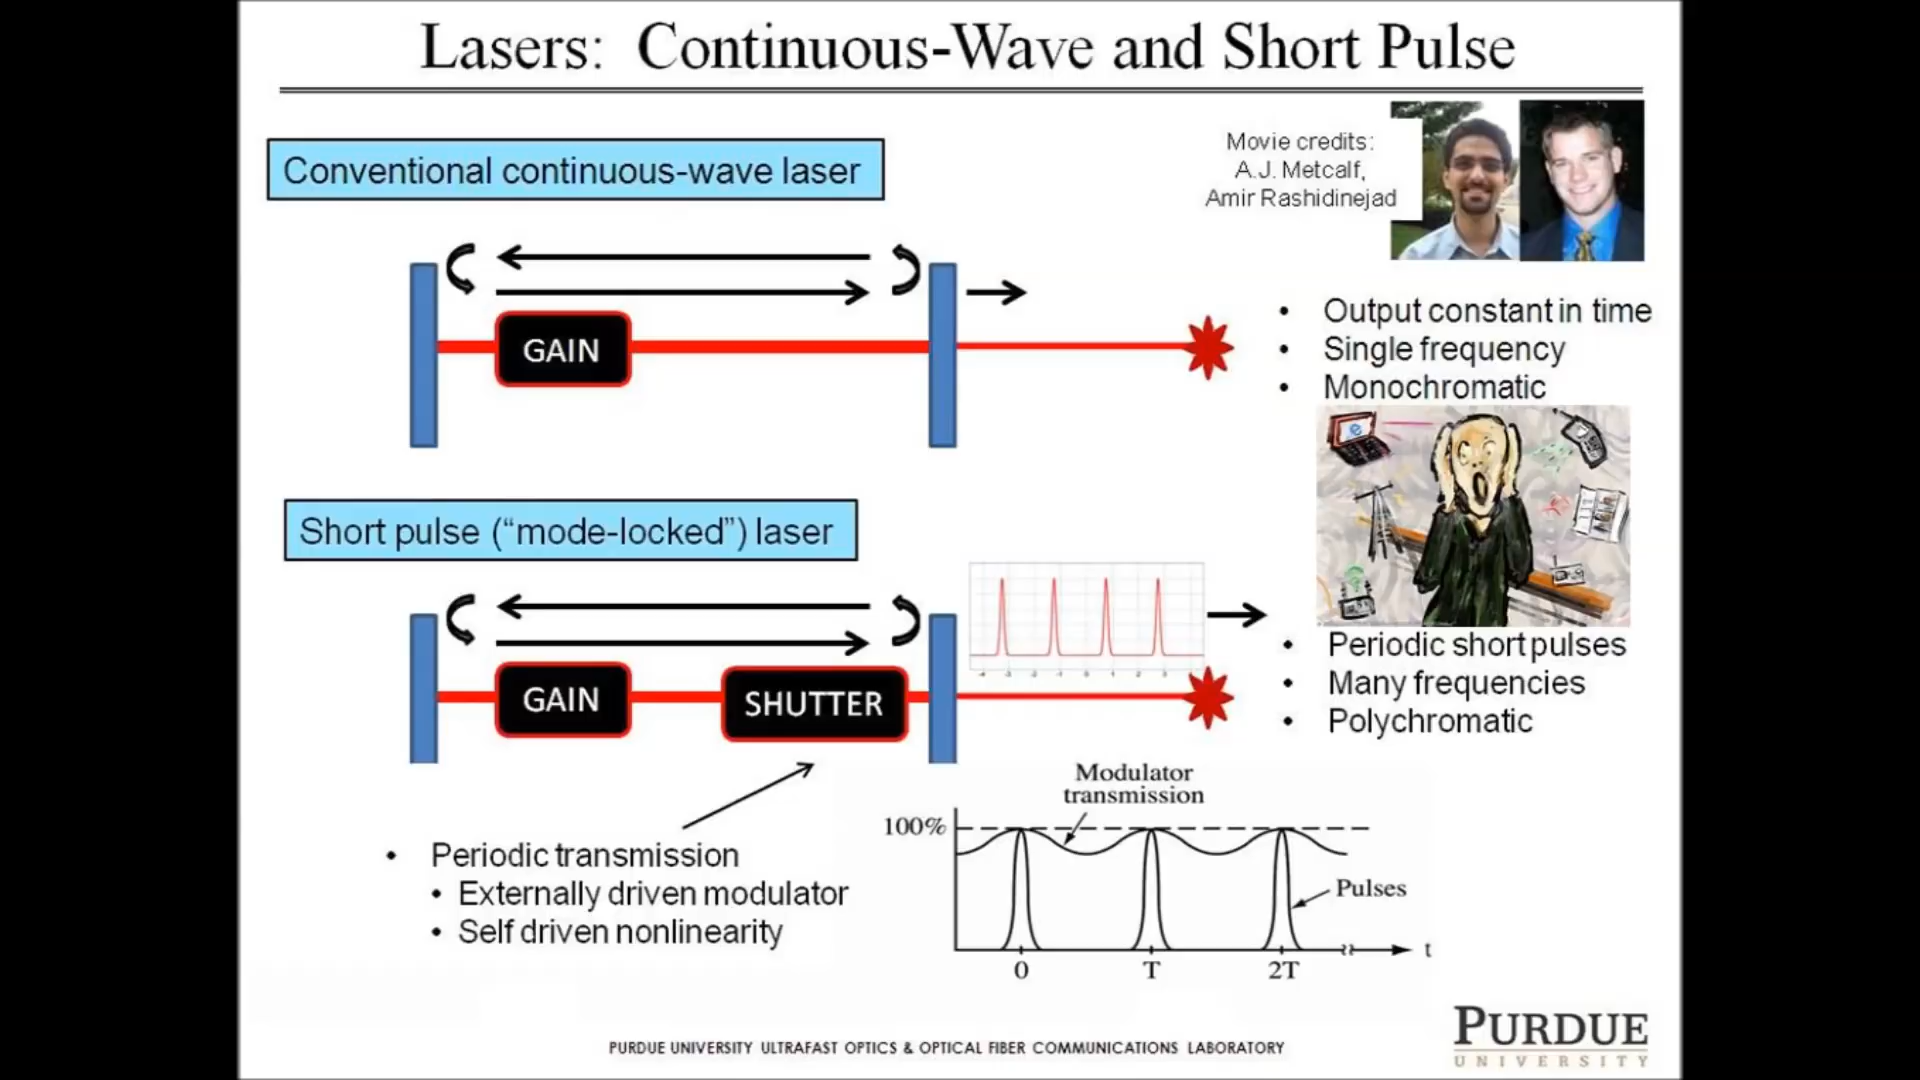 Lasers: Continuous-Wave and Short Pulse
Movie credits:
A.J. Metcalf,
Amir Rashidinejad
Conventional continuous-wave laser
GAIN
• Output constant in time
• Single frequency
• Monochromatic
Short pulse (“mode-locked”) laser
GAIN
SHUTTER
• Periodic short pulses
• Many frequencies
• Polychromatic
Modulator
transmission
100%
Pulses
t
0 T 2T
• Periodic transmission
• Externally driven modulator
• Self driven nonlinearity
PURDUE UNIVERSITY ULTRAFAST OPTICS & OPTICAL FIBER COMMUNICATIONS LABORATORY
PURDUE
UNIVERSITY